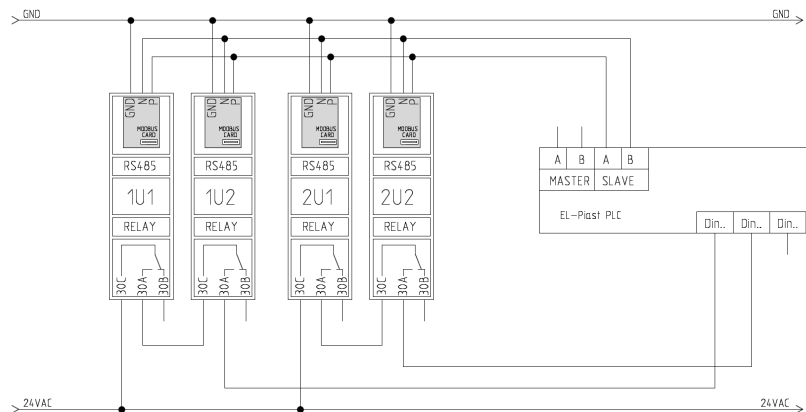 GND GND
GND N P GND N P GND N P GND N P
MODBUS CARD MODBUS CARD MODBUS CARD MODBUS CARD
RS485 RS485 RS485 RS485
A B A B
MASTER SLAVE
1U1 1U2 2U1 2U2
EL-Piast PLC
RELAY RELAY RELAY RELAY
Din.. Din.. Din..
30C 30A 30B 30C 30A 30B 30C 30A 30B 30C 30A 30B
24VAC 24VAC